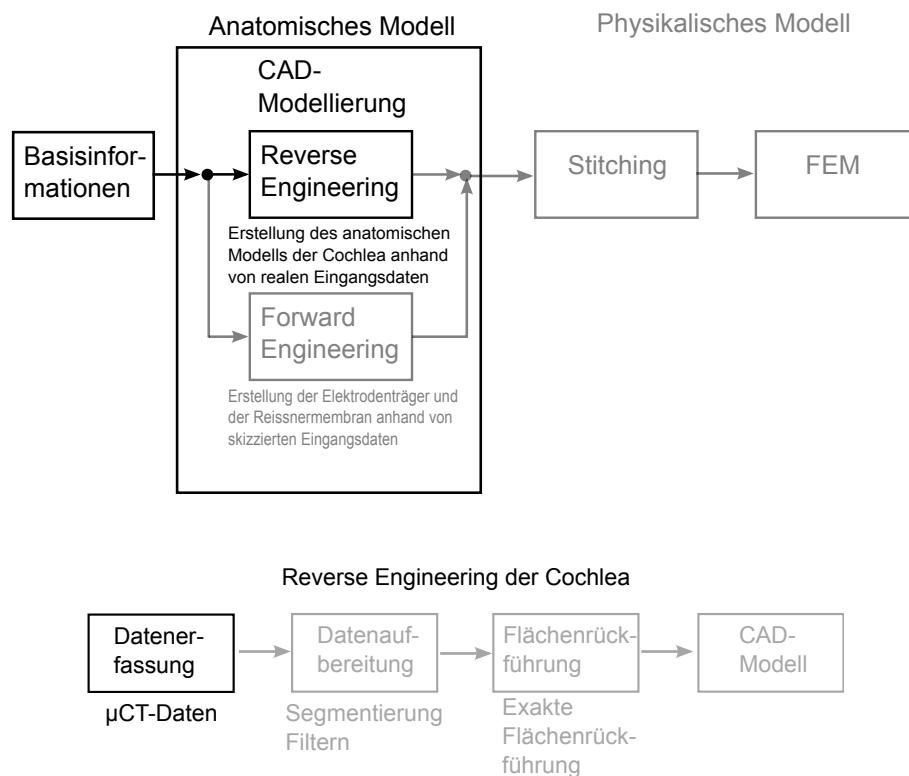 Anatomisches Modell
Physikalisches Modell
CAD-
Modellierung
Basisinfor-
mationen
Reverse
Engineering
Stitching
FEM
Erstellung des anatomischen
Modells der Cochlea anhand
von realen Eingangsdaten
Forward
Engineering
Erstellung der Elektrodenträger und
der Reissnermembran anhand von
skizzierten Eingangsdaten
Reverse Engineering der Cochlea
Datener-
fassung
µCT-Daten
Datenauf-
bereitung
Segmentierung
Filtern
Flächenrück-
führung
Exakte
Flächenrück-
führung
CAD-
Modell